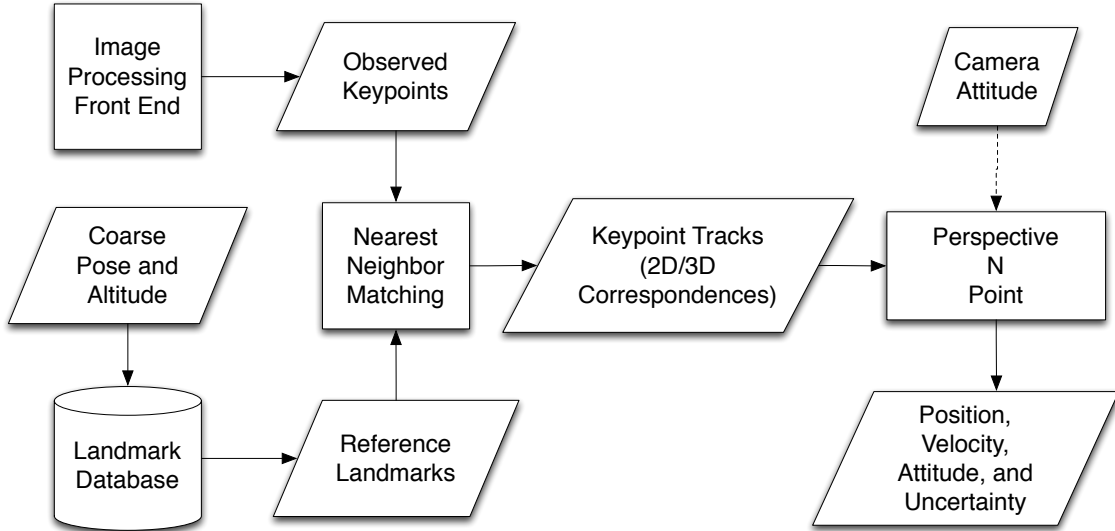 Image
Processing
Front End
Observed
Keypoints
Camera
Attitude
Coarse
Pose and
Altitude
Nearest
Neighbor
Matching
Keypoint Tracks
(2D/3D
Correspondences)
Perspective
N
Point
Landmark
Database
Reference
Landmarks
Position,
Velocity,
Attitude, and
Uncertainty